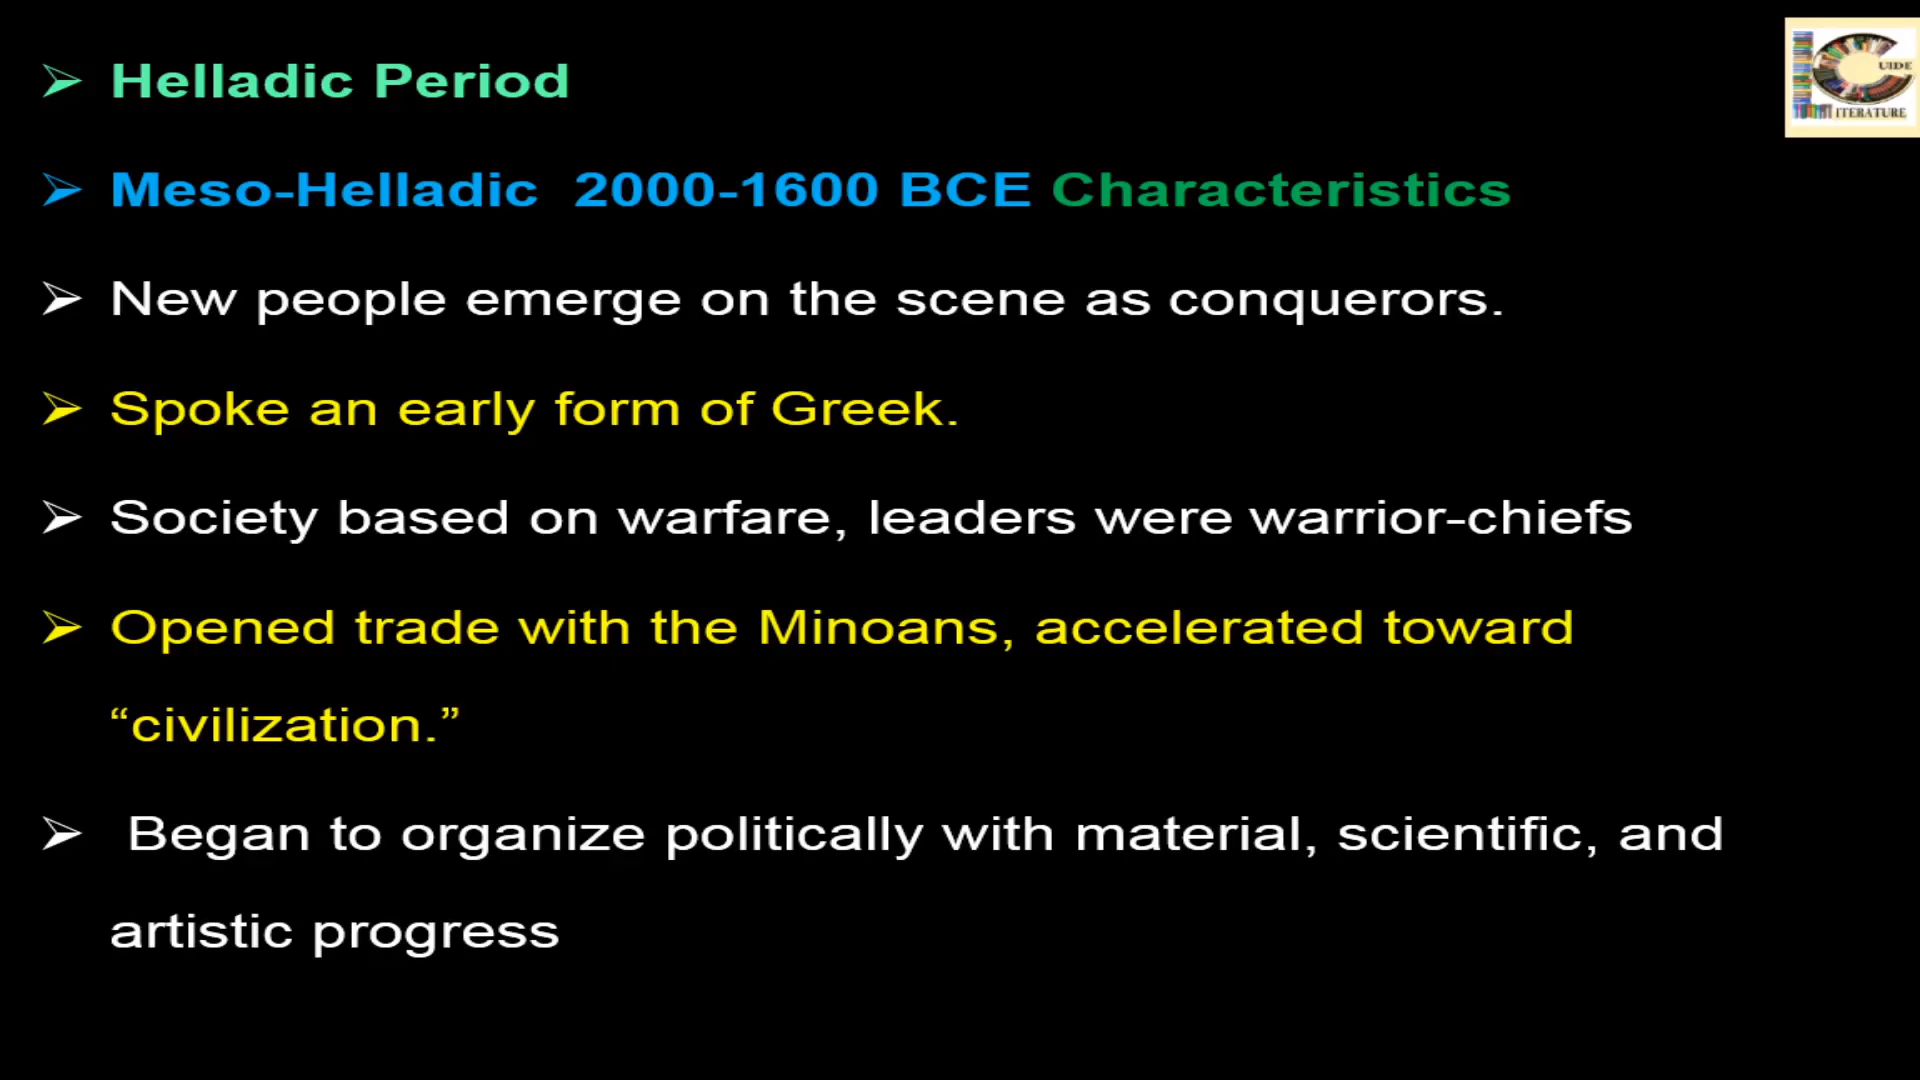 ➢ Helladic Period
➢ Meso-Helladic 2000-1600 BCE Characteristics
➢ New people emerge on the scene as conquerors.
➢ Spoke an early form of Greek.
➢ Society based on warfare, leaders were warrior-chiefs
➢ Opened trade with the Minoans, accelerated toward
“civilization.”
➢ Began to organize politically with material, scientific, and
artistic progress
UIDE
ITERATURE